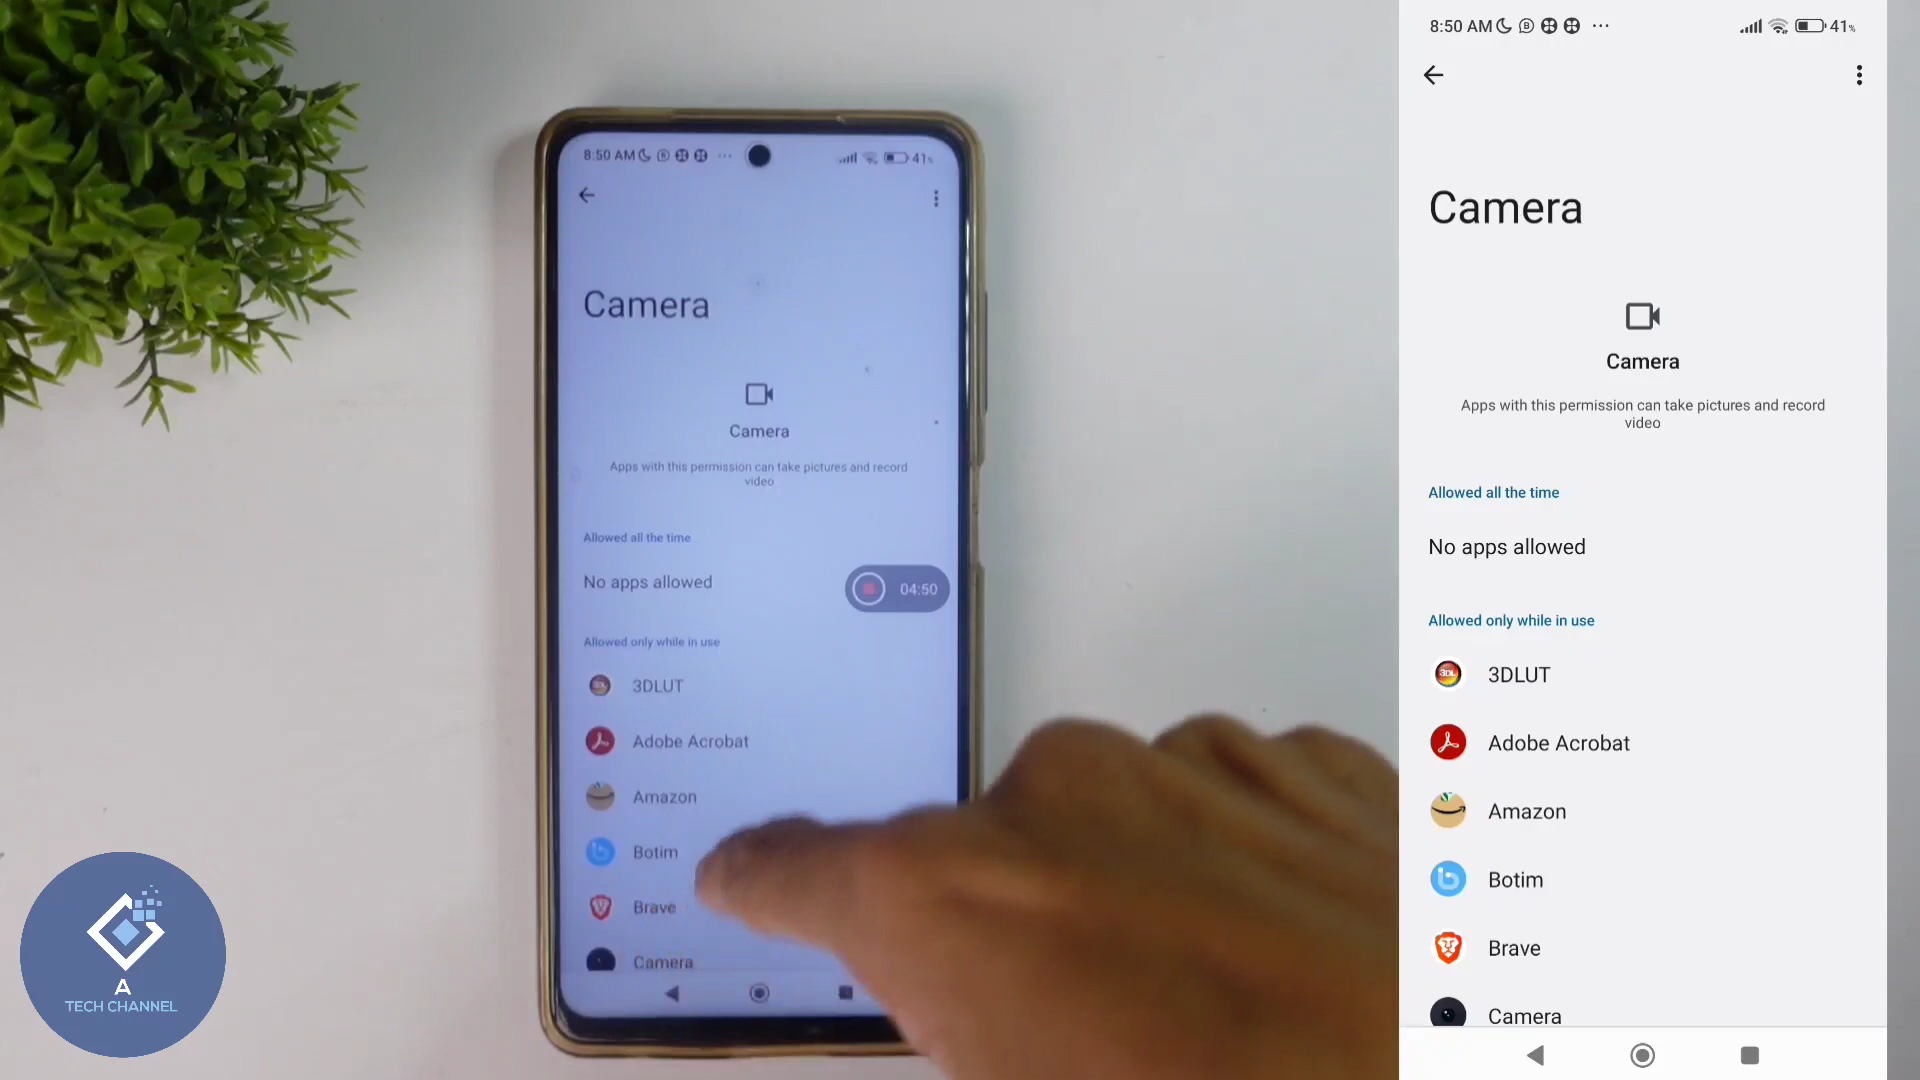 8:50 AM
41%
Camera
Camera
Apps with this permission can take pictures and record
video
Allowed all the time
No apps allowed
04:50
Allowed only while in use
3DLUT
Adobe Acrobat
Amazon
Botim
Brave
Camera
A
TECH CHANNEL
8:50 AM
41%
Camera
Camera
Apps with this permission can take pictures and record
video
Allowed all the time
No apps allowed
Allowed only while in use
3DLUT
Adobe Acrobat
Amazon
Botim
Brave
Camera